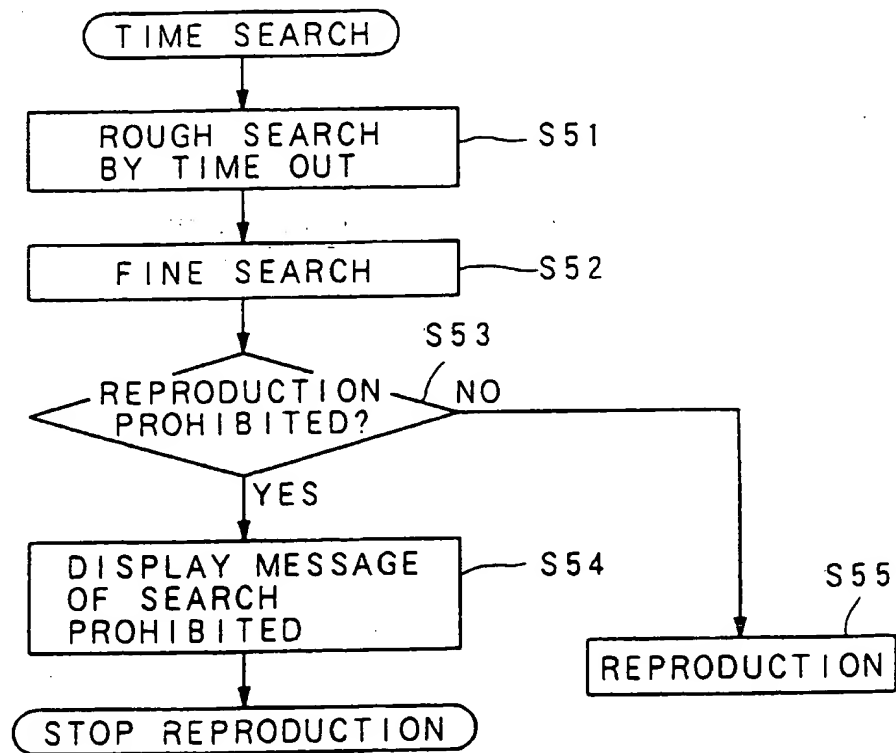 TIME SEARCH
ROUGH SEARCH
BY TIME OUT
S51
FINE SEARCH
S52
S53
REPRODUCTION
PROHIBITED?
NO
YES
DISPLAY MESSAGE
OF SEARCH
PROHIBITED
S54
S55
REPRODUCTION
STOP REPRODUCTION